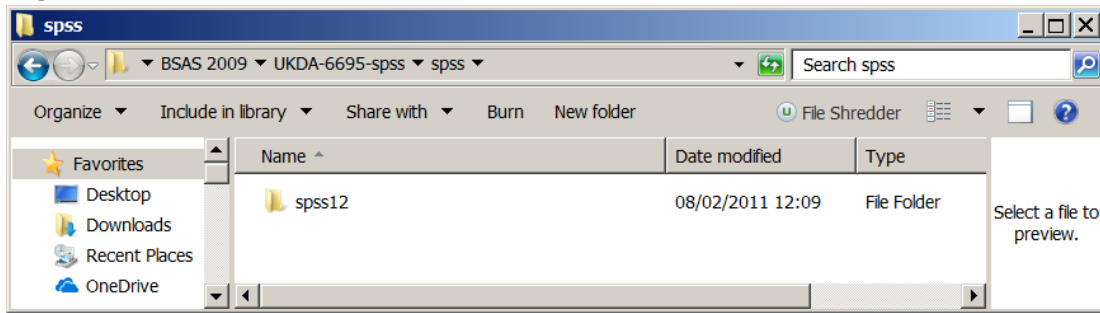 spss
BSAS 2009 UKDA-6695-spss spss Search spss
Organize Include in library Share with Burn New folder File Shredder
Favorites Name Date modified Type
Desktop spss12 08/02/2011 12:09 File Folder
Downloads
Recent Places
OneDrive
Select a file to
preview.